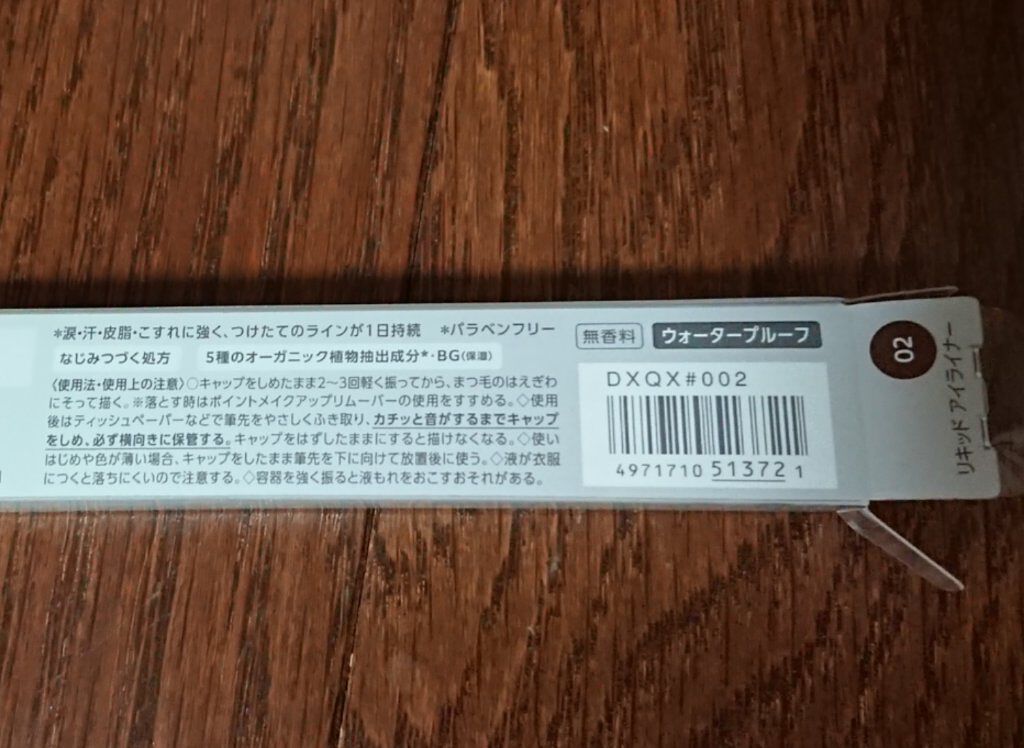 *涙・汗・皮脂・こすれに強く、つけたてのラインが1日持続 *パラベンフリー
なじみつづく処方 5種のオーガニック植物抽出成分*・BG(保湿)
〈使用法・使用上の注意〉○キャップをしめたまま2〜3回軽く振ってから、まつ毛のはえぎわ
にそって描く。※落とす時はポイントメイクアップリムーバーの使用をすすめる。◇使用
後はティッシュペーパーなどで筆先をやさしくふき取り、カチッと音がするまでキャップ
をしめ、必ず横向きに保管する。キャップをはずしたままにすると描けなくなる。◇使い
はじめや色が薄い場合、キャップをしたまま筆先を下に向けて放置後に使う。◇液が衣服
につくと落ちにくいので注意する。◇容器を強く振ると液もれをおこすおそれがある。
無香料 ウォータープルーフ
DXQX#002
4971710 51372 1
02
リキッド アイライナー